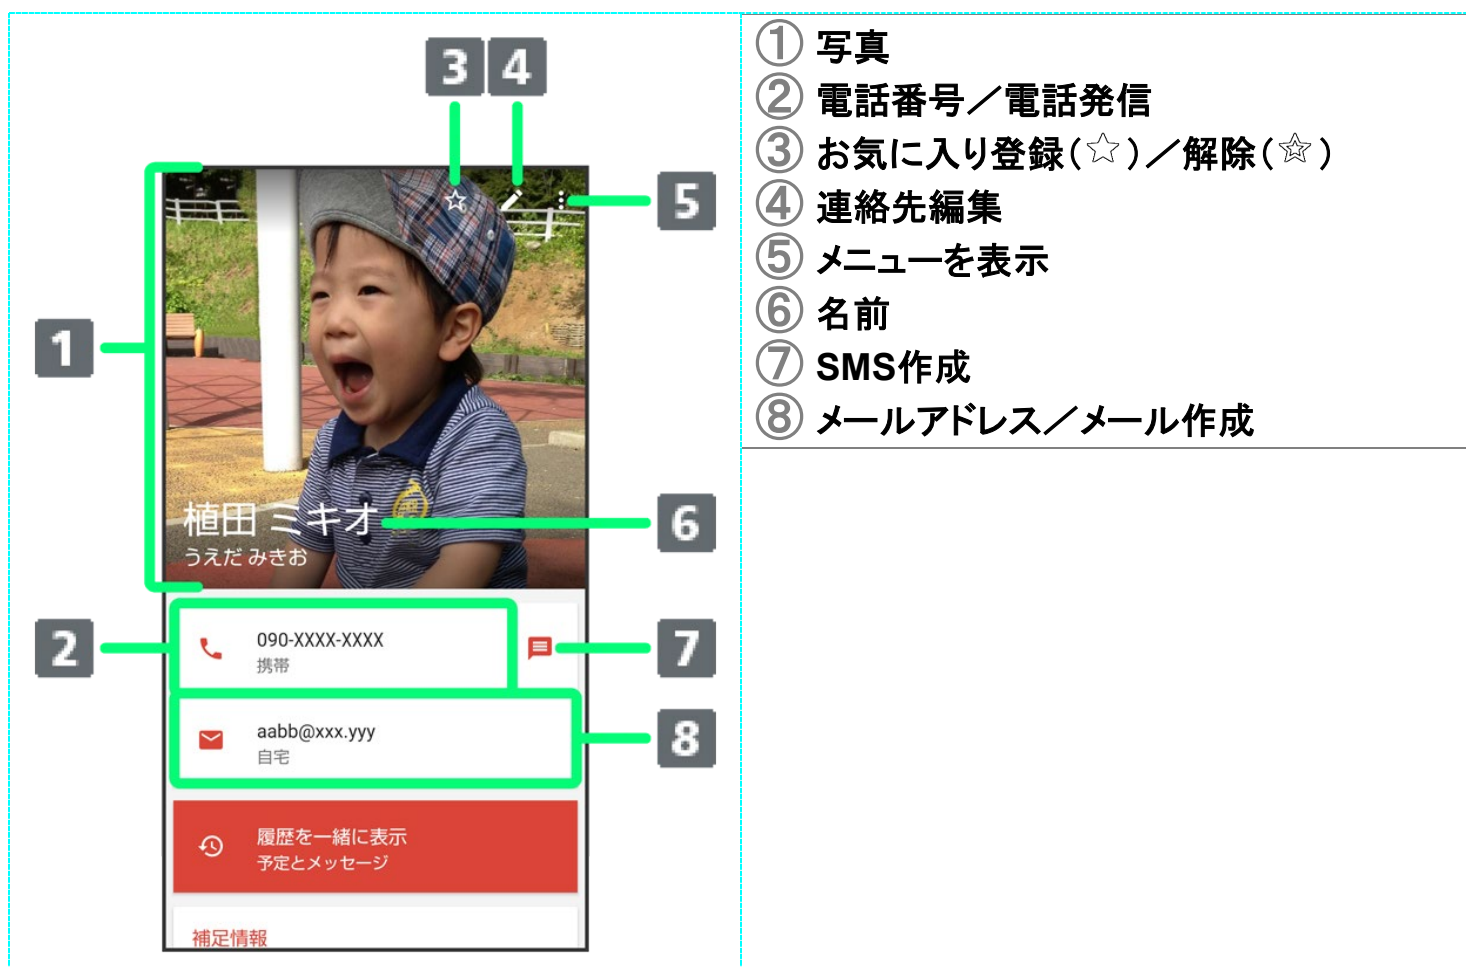 3 4
5
1
植田 ミキオ
うえだ みきお
6
2
090-XXXX-XXXX
携帯
7
aabb@xxx.yyy
自宅
8
履歴を一緒に表示
予定とメッセージ
補足情報
① 写真
② 電話番号／電話発信
③ お気に入り登録（☆）／解除（✯）
④ 連絡先編集
⑤ メニューを表示
⑥ 名前
⑦ SMS作成
⑧ メールアドレス／メール作成